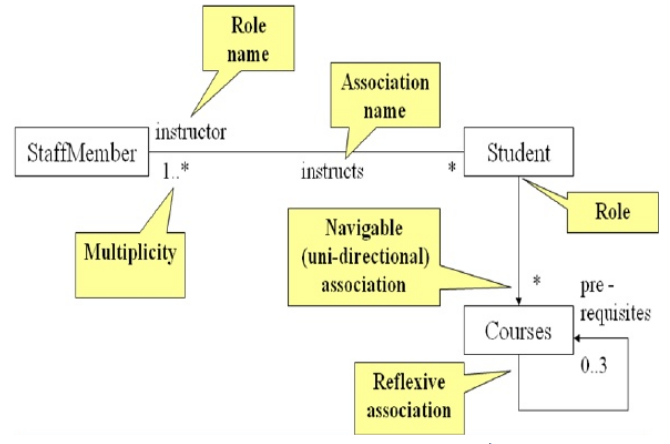 Role
name
Association
name
instructor
StaffMember
Student
1..*
instructs
*
Role
Multiplicity
Navigable
(uni-directional)
association
*
pre -
requisites
Courses
0..3
Reflexive
association